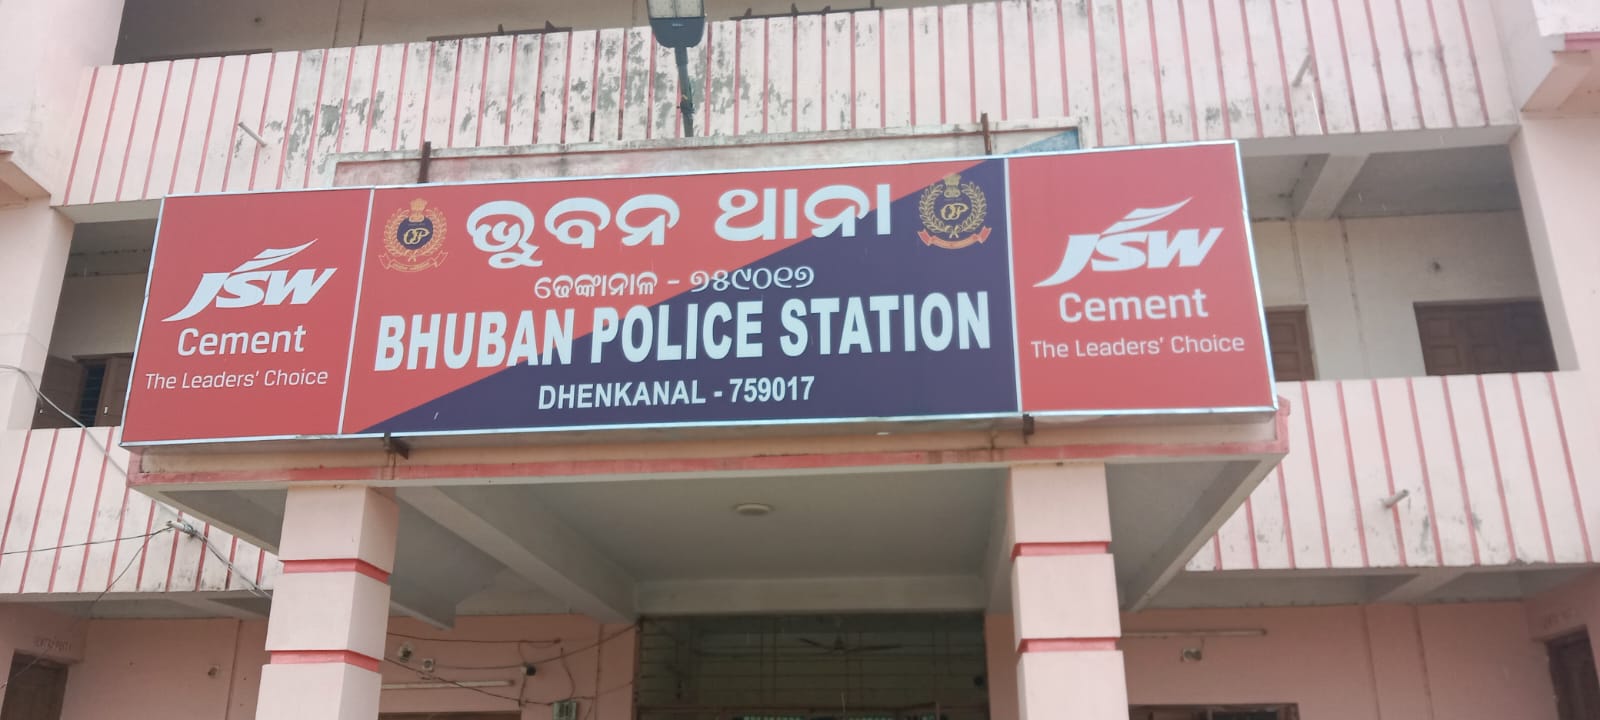 JSW
Cement
The Leaders' Choice
ଭୁବନ ଥାନା
ଢେଙ୍କାନାଳ - ୭୫୯୦୧୭
BHUBAN POLICE STATION
DHENKANAL - 759017
JSW
Cement
The Leaders' Choice